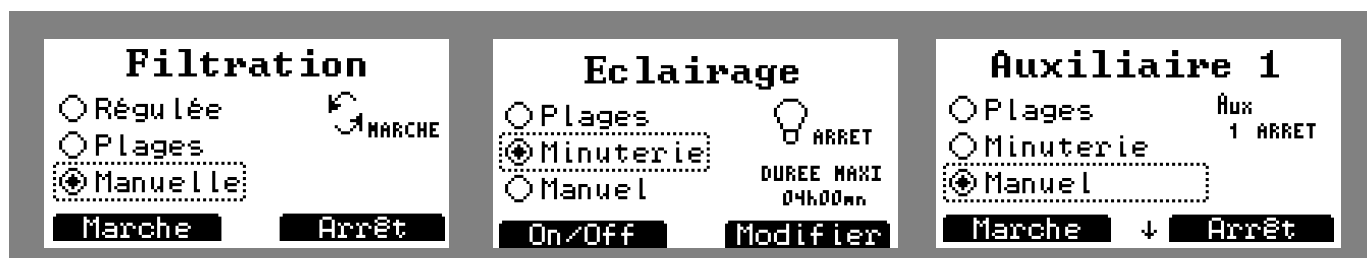 Filtration
Régulée
MARCHE
Plages
Manuelle
Marche Arrêt
Eclairage
Plages
ARRET
Minuterie
DUREE MAXI
Manuel
04h00mn
On/Off Modifier
Auxiliaire 1
Plages
Aux
1 ARRET
Minuterie
Manuel
Marche ↓ Arrêt